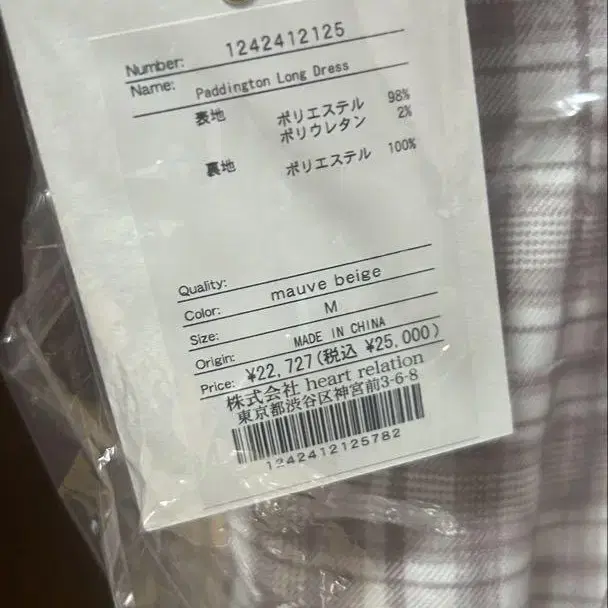 Number: 1242412125
Name: Paddington Long Dress
表地 ポリエステル 98%
ポリウレタン 2%
裏地 ポリエステル 100%
Quality:
Color: mauve beige
Size: M
Origin: MADE IN CHINA
Price: ¥22,727(税込 ¥25,000)
株式会社 heart relation
東京都渋谷区神宮前3-6-8
1242412125782